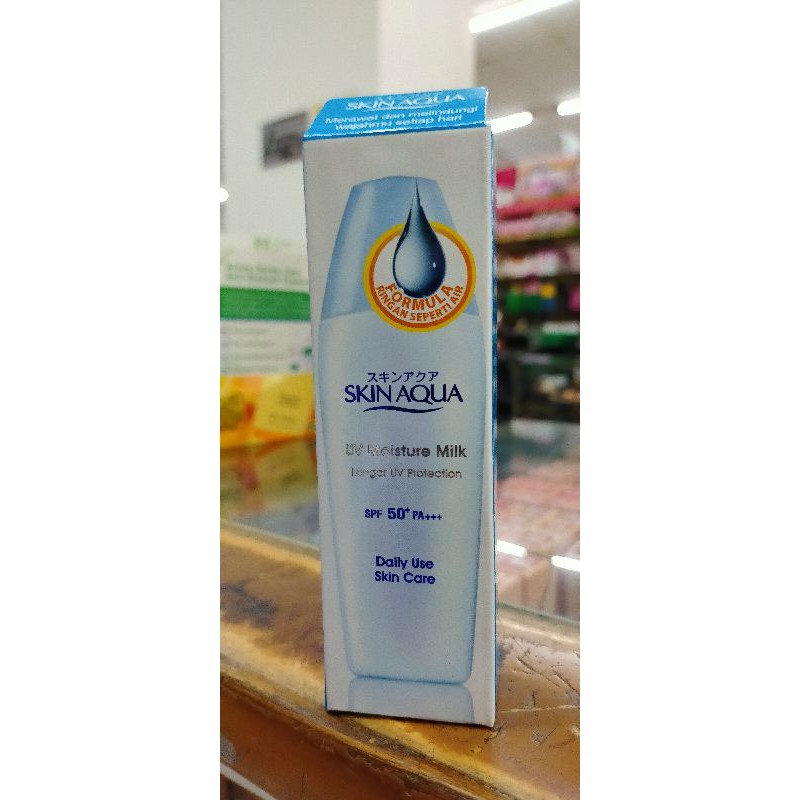 SKIN AQUA
Merawat dan melindungi
wajahmu setiap hari
FORMULA
RINGAN SEPERTI AIR
スキンアクア
SKIN AQUA
UV Moisture Milk
Longer UV Protection
SPF 50+ PA+++
Daily Use
Skin Care